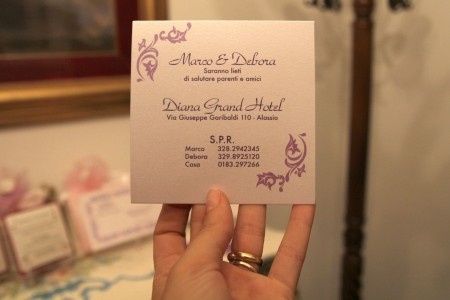 Marco & Debora
Saranno lieti
di salutare parenti e amici
Diana Grand Hotel
Via Giuseppe Garibaldi 110 - Alassio
S.P.R.
Marco 328.2942345
Debora 329.8925120
Casa 0183.297266